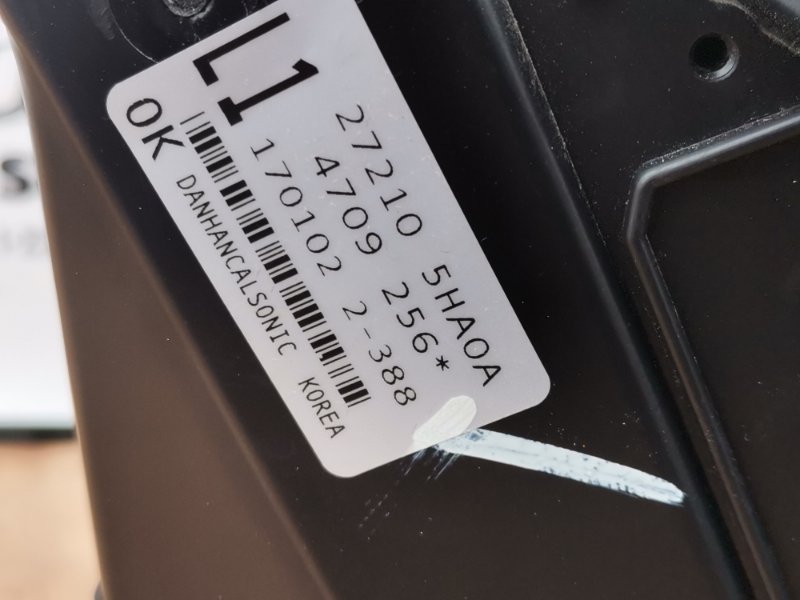 L1
27210 5HA0A
4709 256*
170102 2-388
OK
DANHANCALSONIC KOREA